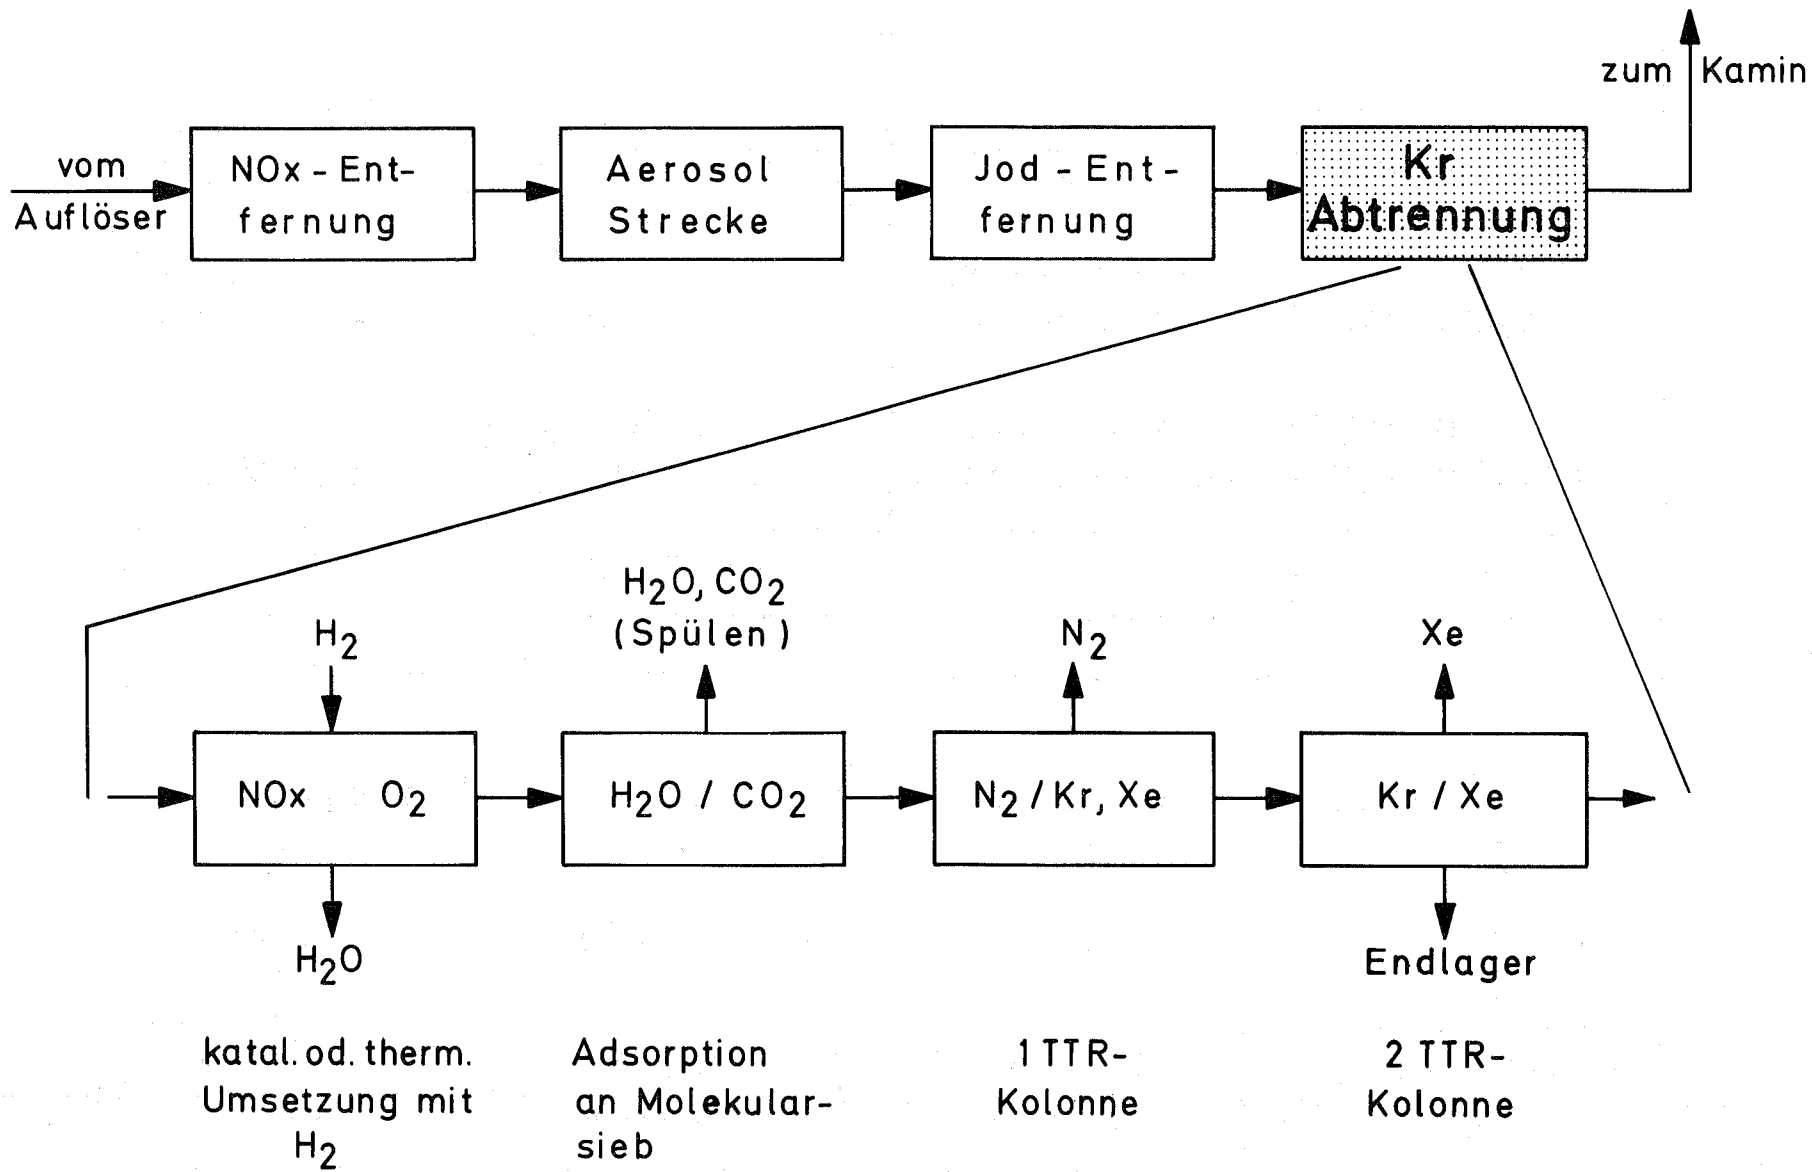 zum Kamin
vom
Auflöser
NOx - Ent-
fernung
Aerosol
Strecke
Jod - Ent -
fernung
Kr
Abtrennung
H2O, CO2
(Spülen)
H2
N2
Xe
NOx O2
H2O / CO2
N2 / Kr, Xe
Kr / Xe
H2O
Endlager
katal. od. therm.
Umsetzung mit
H2
Adsorption
an Molekular-
sieb
1 TTR-
Kolonne
2 TTR-
Kolonne